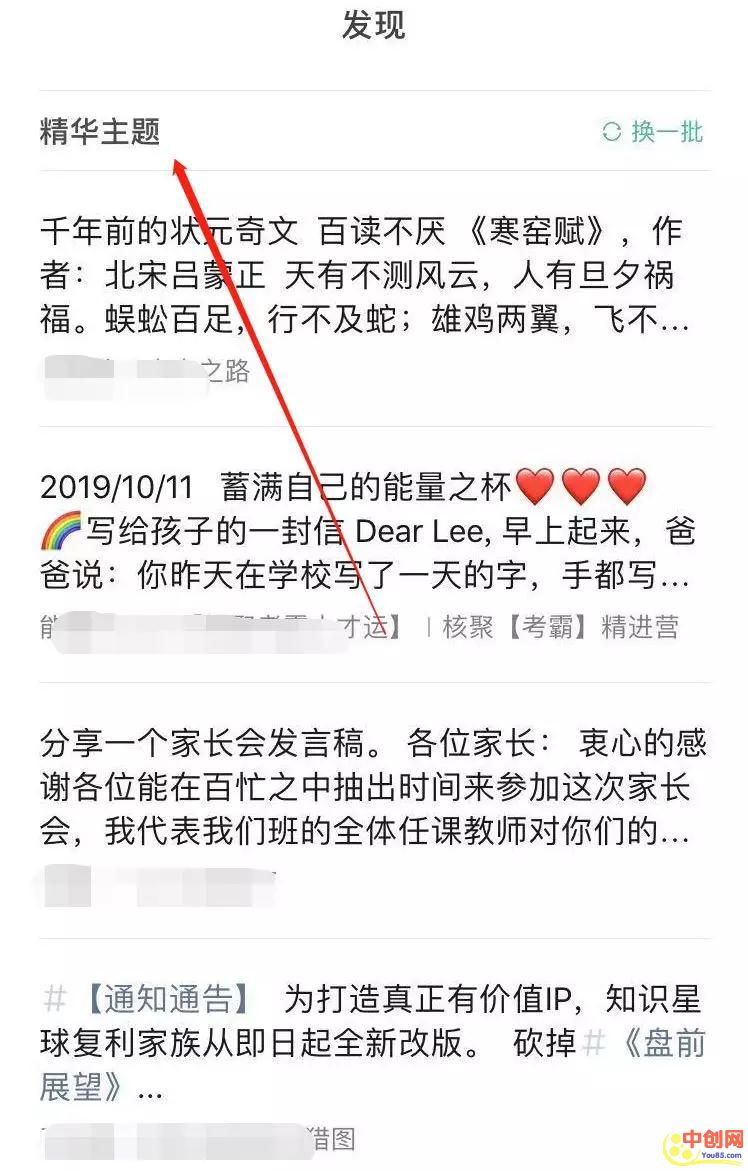 发现
精华主题
换一批
千年前的状元奇文 百读不厌 《寒窑赋》，作
者：北宋吕蒙正 天有不测风云，人有旦夕祸
福。蜈蚣百足，行不及蛇；雄鸡两翼，飞不...
之路
2019/10/11 蓄满自己的能量之杯❤️❤️❤️
🌈写给孩子的一封信 Dear Lee, 早上起来，爸
爸说：你昨天在学校写了一天的字，手都写...
能 才运】 | 核聚【考霸】精进营
分享一个家长会发言稿。 各位家长： 衷心的感
谢各位能在百忙之中抽出时间来参加这次家长
会，我代表我们班的全体任课教师对你们的...
#【通知通告】 为打造真正有价值IP，知识星
球复利家族从即日起全新改版。 砍掉#《盘前
展望》...
猎图
中创网
You85.com